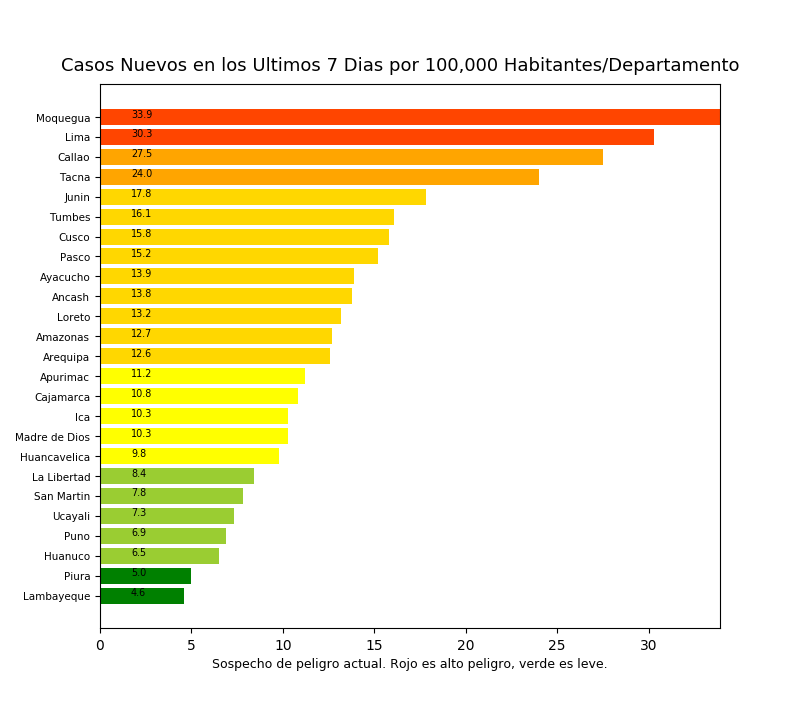 Casos Nuevos en los Ultimos 7 Dias por 100,000 Habitantes/Departamento
Moquegua 33.9
Lima 30.3
Callao 27.5
Tacna 24.0
Junin 17.8
Tumbes 16.1
Cusco 15.8
Pasco 15.2
Ayacucho 13.9
Ancash 13.8
Loreto 13.2
Amazonas 12.7
Arequipa 12.6
Apurimac 11.2
Cajamarca 10.8
Ica 10.3
Madre de Dios 10.3
Huancavelica 9.8
La Libertad 8.4
San Martin 7.8
Ucayali 7.3
Puno 6.9
Huanuco 6.5
Piura 5.0
Lambayeque 4.6
0 5 10 15 20 25 30
Sospecho de peligro actual. Rojo es alto peligro, verde es leve.